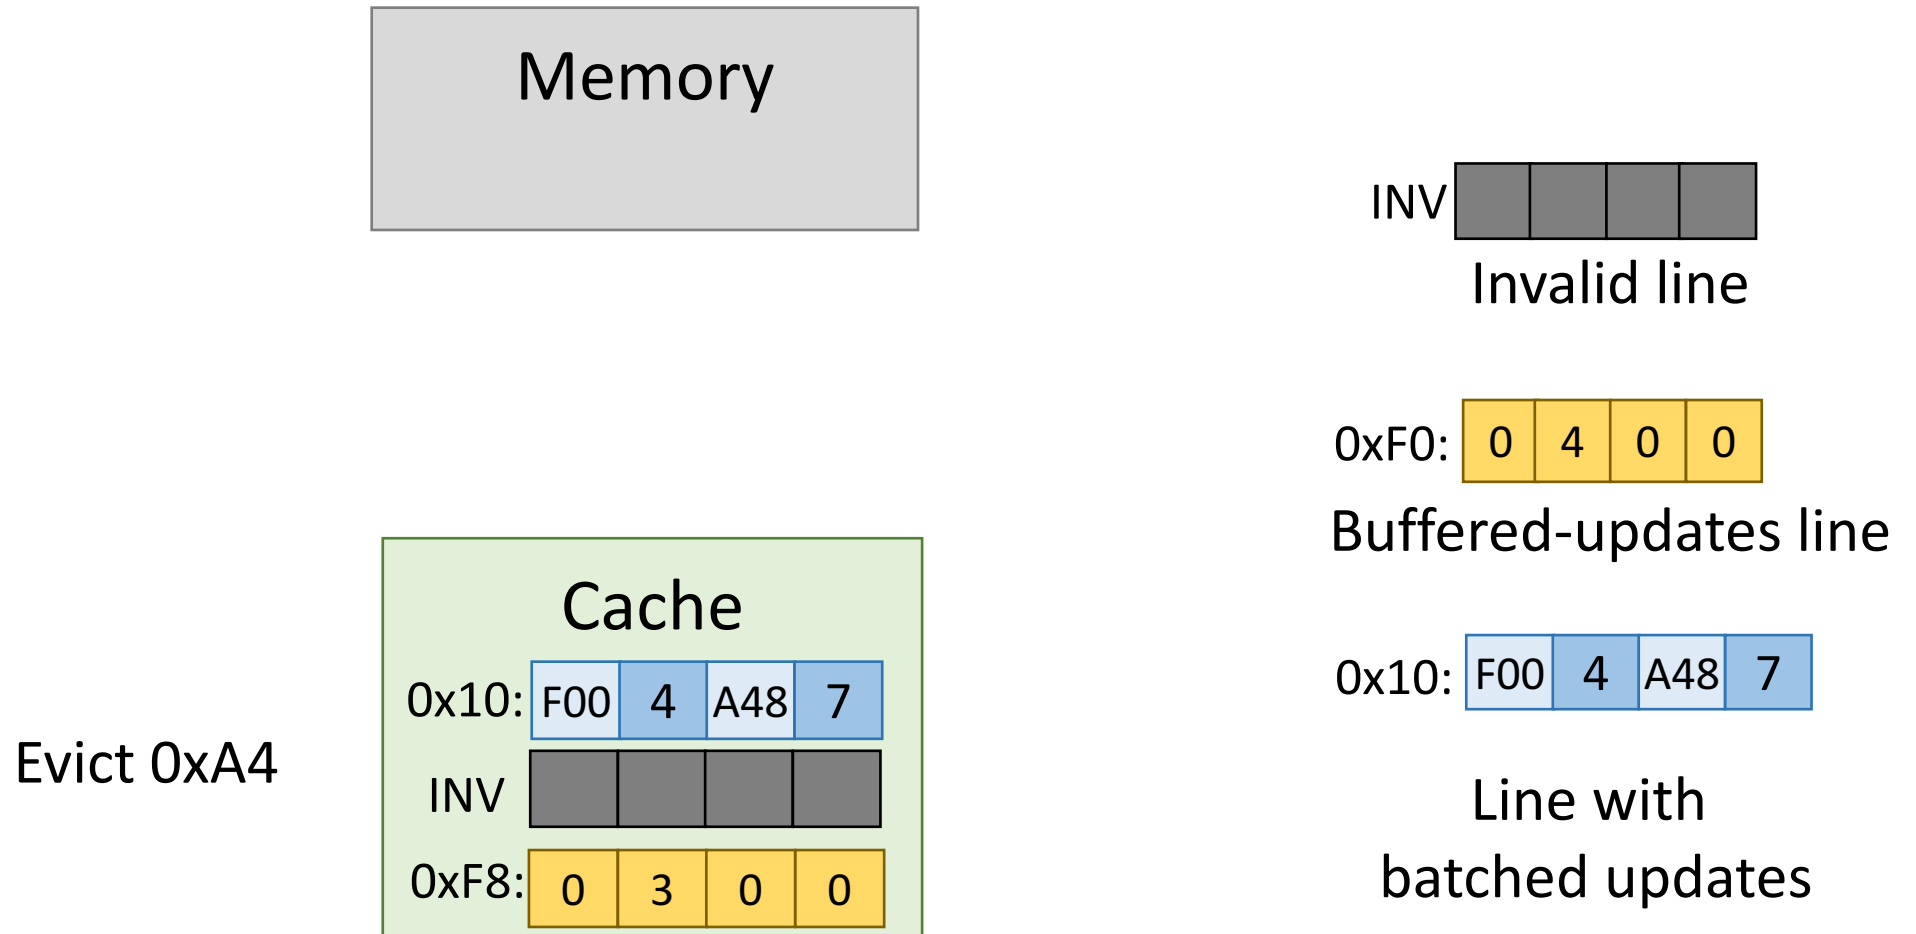 Memory
INV
Invalid line
0xF0: 0 4 0 0
Buffered-updates line
Cache
0x10: F00 4 A48 7
INV
0xF8: 0 3 0 0
Evict 0xA4
0x10: F00 4 A48 7
Line with
batched updates